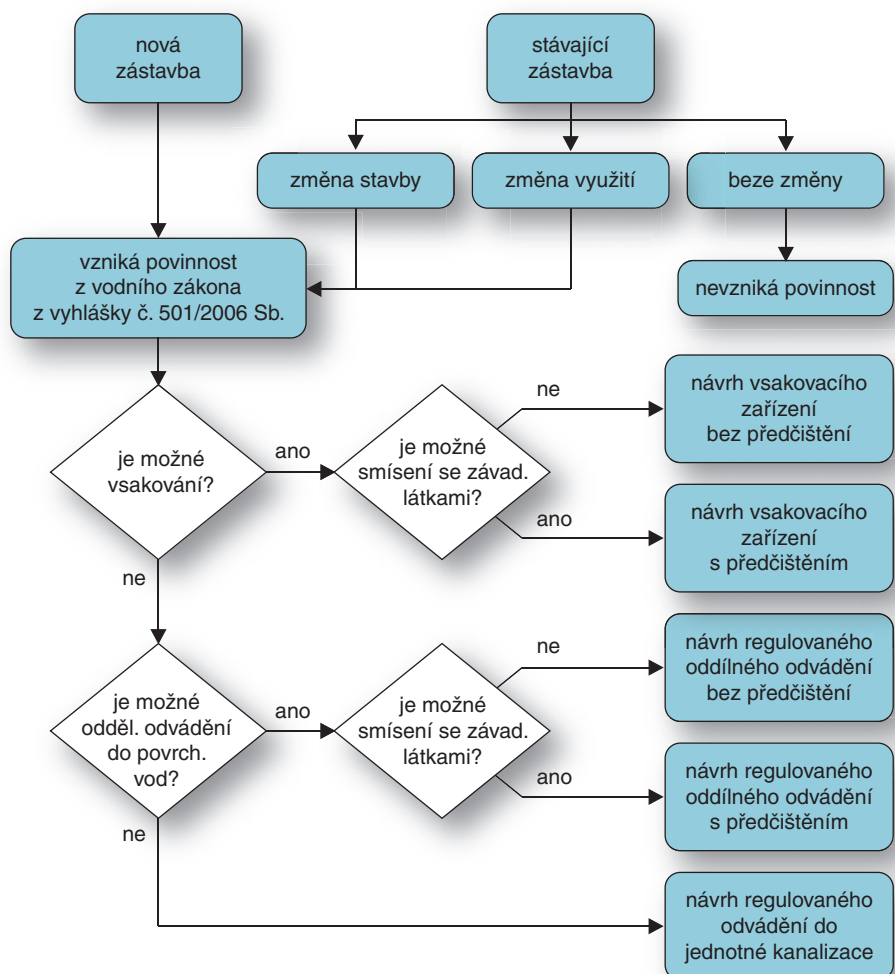 nová
zástavba
stávající
zástavba
změna stavby
změna využití
beze změny
vzniká povinnost
z vodního zákona
z vyhlášky č. 501/2006 Sb.
nevzniká povinnost
je možné
vsakování?
ano
je možné
smísení se závad.
látkami?
ne
návrh vsakovacího
zařízení
bez předčištění
ano
návrh vsakovacího
zařízení
s předčištěním
ne
je možné
odděl. odvádění
do povrch.
vod?
ano
je možné
smísení se závad.
látkami?
ne
návrh regulovaného
oddílného odvádění
bez předčištění
ano
návrh regulovaného
oddílného odvádění
s předčištěním
ne
návrh regulovaného
odvádění do
jednotné kanalizace